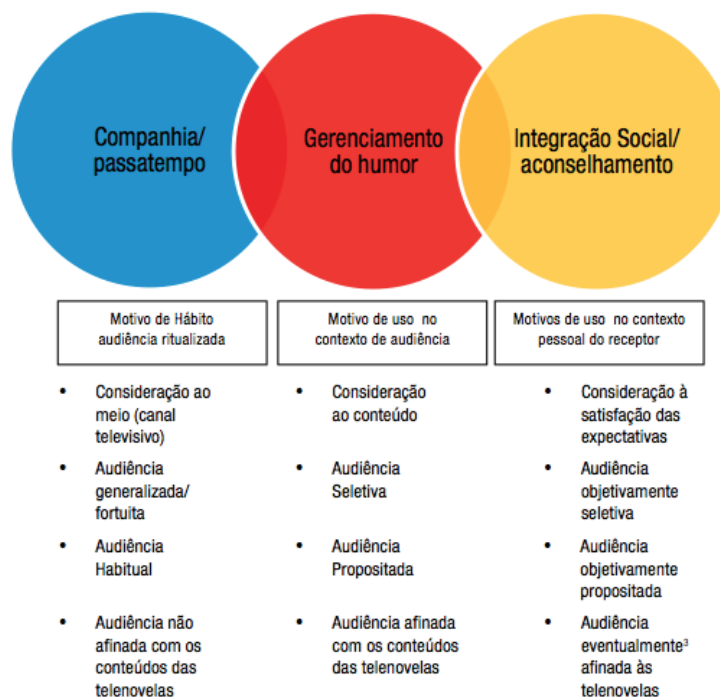 Companhia/
passatempo
Gerenciamento
do humor
Integração Social/
aconselhamento
Motivo de Hábito
audiência ritualizada
Motivo de uso no
contexto de audiência
Motivos de uso no contexto
pessoal do receptor
• Consideração ao
meio (canal
televisivo)
• Audiência
generalizada/
fortuita
• Audiência
Habitual
• Audiência não
afinada com os
conteúdos das
telenovelas
• Consideração
ao conteúdo
• Audiência
Seletiva
• Audiência
Propositada
• Audiência afinada
com os conteúdos
das telenovelas
• Consideração à
satisfação das
expectativas
• Audiência
objetivamente
seletiva
• Audiência
objetivamente
propositada
• Audiência
eventualmente³
afinada às
telenovelas